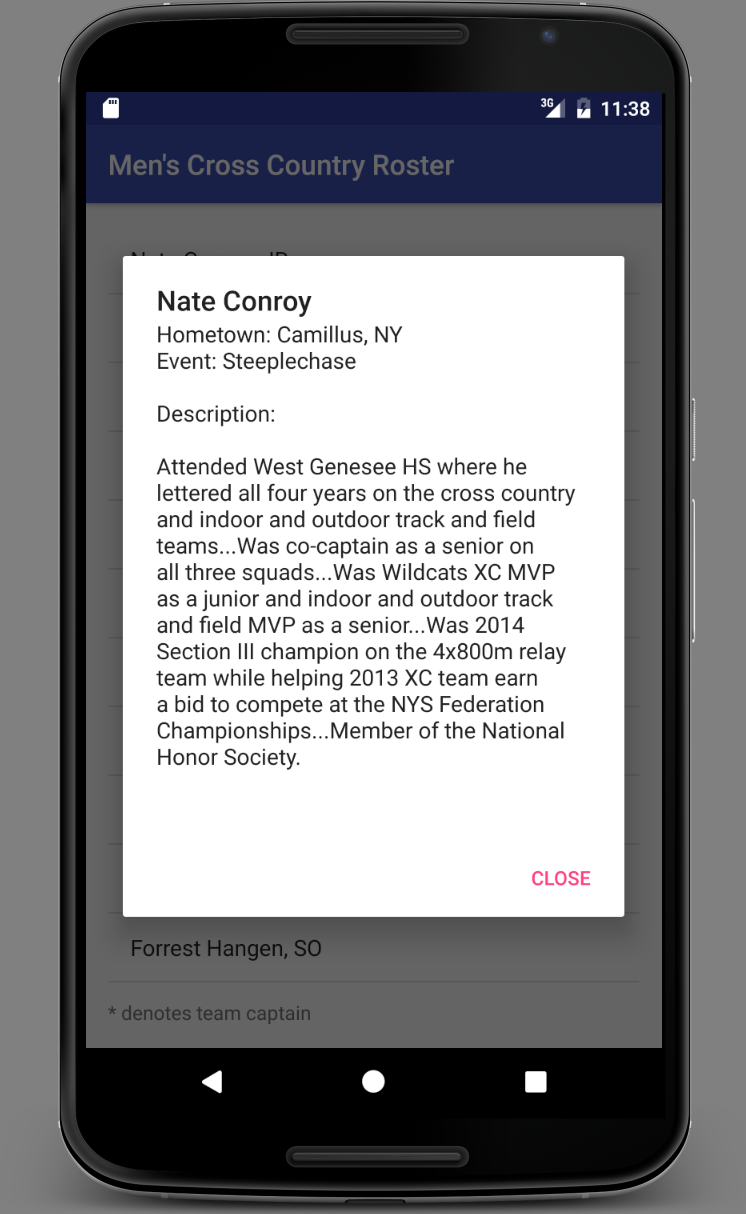 3G 11:38
Men's Cross Country Roster
Nate Conroy
Hometown: Camillus, NY
Event: Steeplechase
Description:
Attended West Genesee HS where he
lettered all four years on the cross country
and indoor and outdoor track and field
teams...Was co-captain as a senior on
all three squads...Was Wildcats XC MVP
as a junior and indoor and outdoor track
and field MVP as a senior...Was 2014
Section III champion on the 4x800m relay
team while helping 2013 XC team earn
a bid to compete at the NYS Federation
Championships...Member of the National
Honor Society.
CLOSE
Forrest Hangen, SO
* denotes team captain